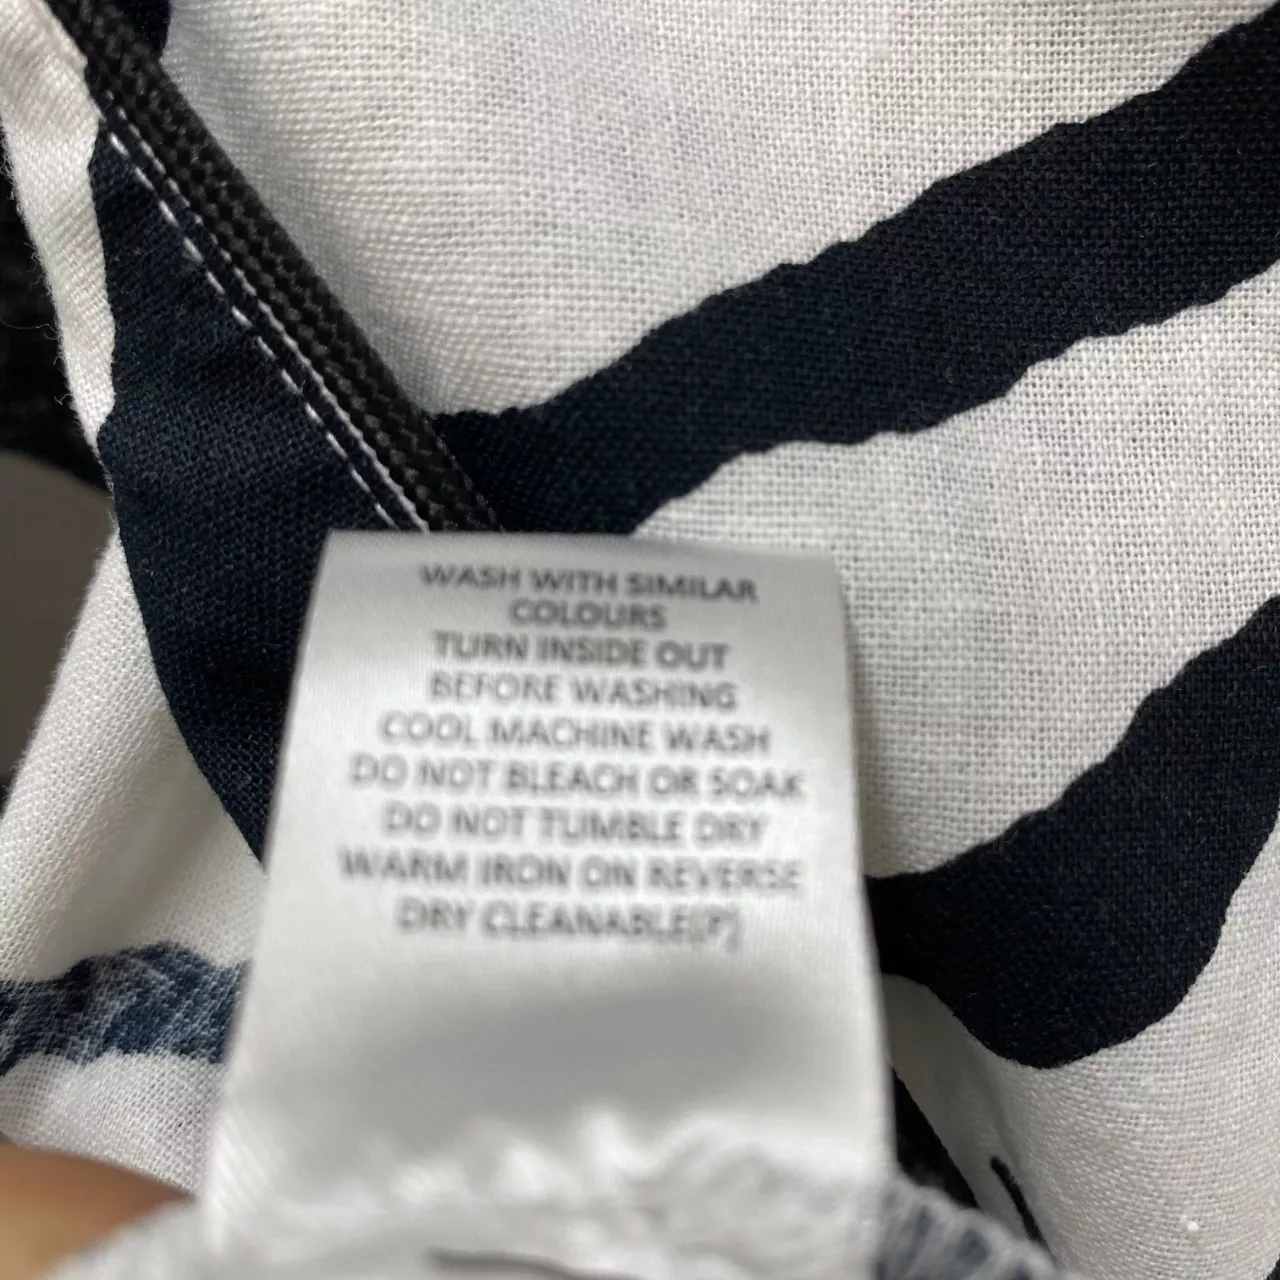 WASH WITH SIMILAR
COLOURS
TURN INSIDE OUT
BEFORE WASHING
COOL MACHINE WASH
DO NOT BLEACH OR SOAK
DO NOT TUMBLE DRY
WARM IRON ON REVERSE
DRY CLEANABLE[P]